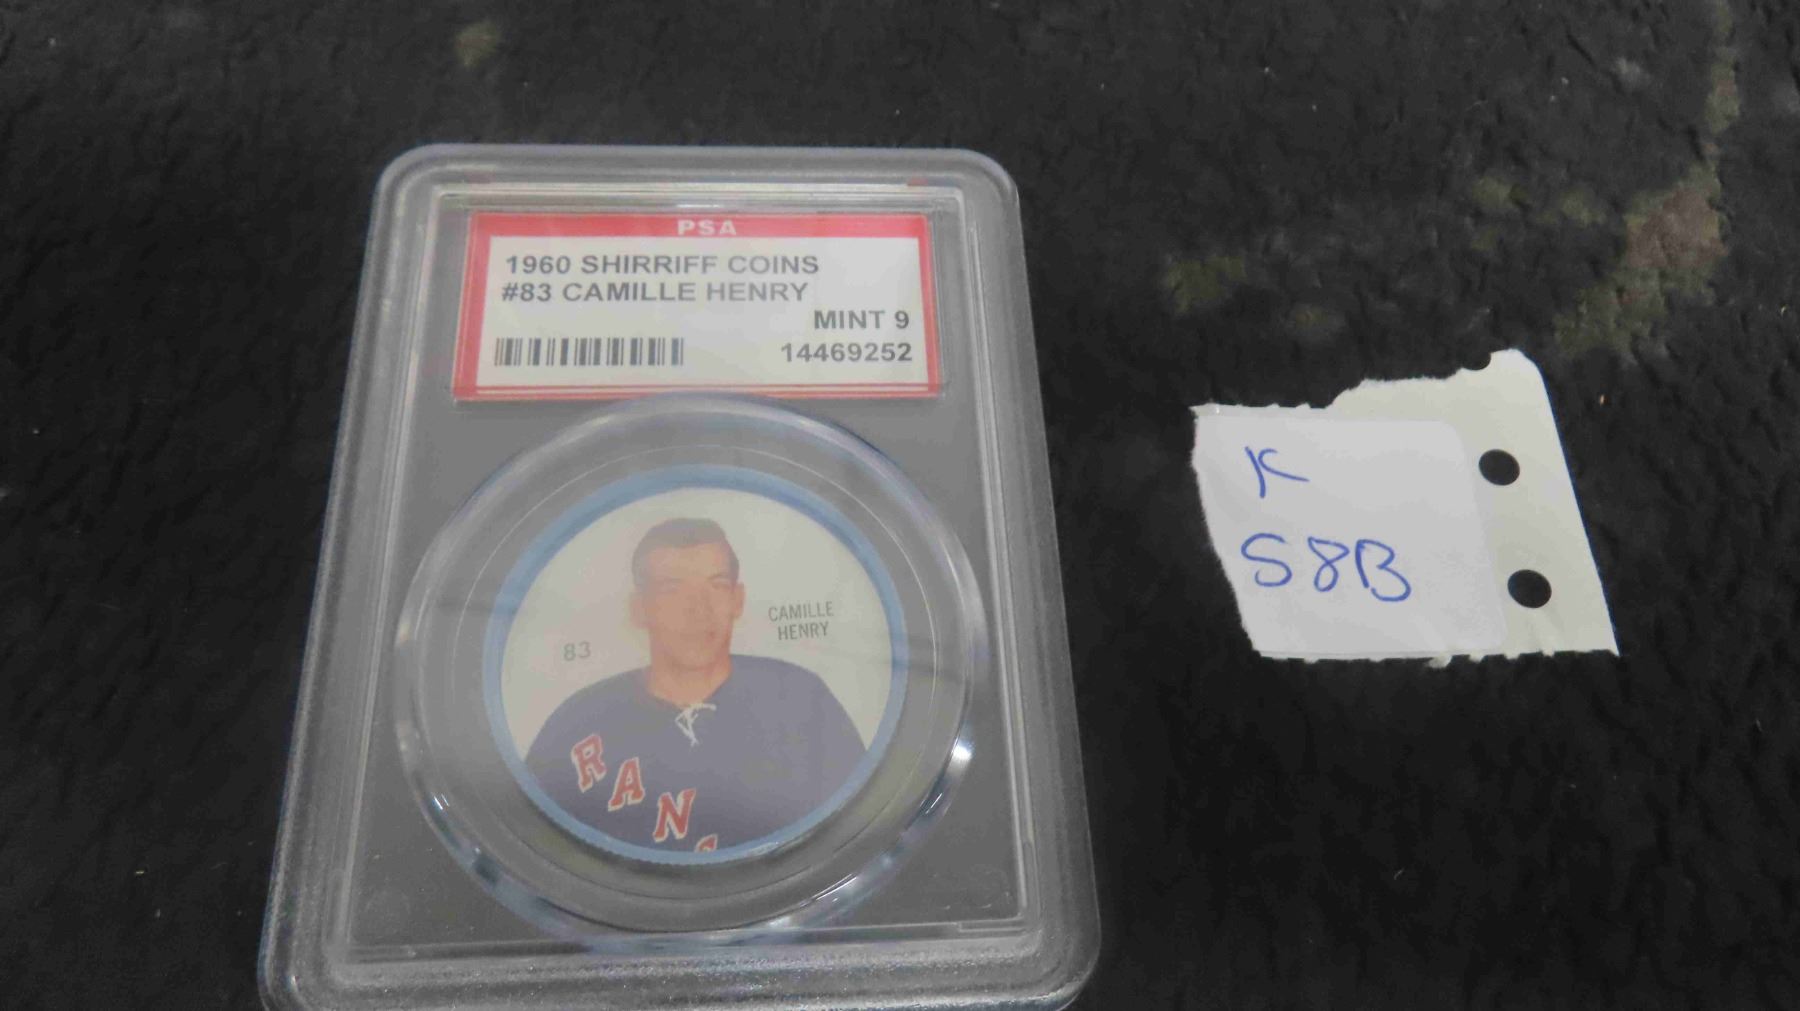 PSA
1960 SHIRRIFF COINS
#83 CAMILLE HENRY
MINT 9
14469252
CAMILLE
HENRY
83
RAN
K
S8B